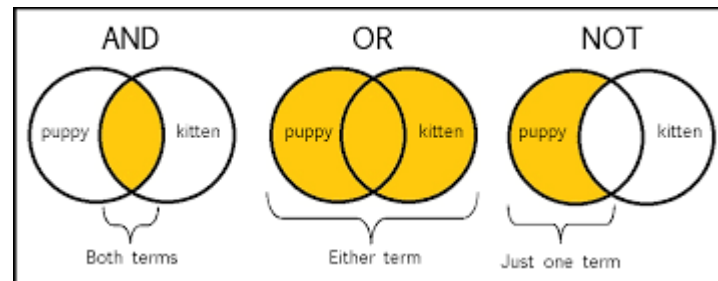 AND OR NOT
puppy kitten puppy kitten puppy kitten
Both terms Either term Just one term